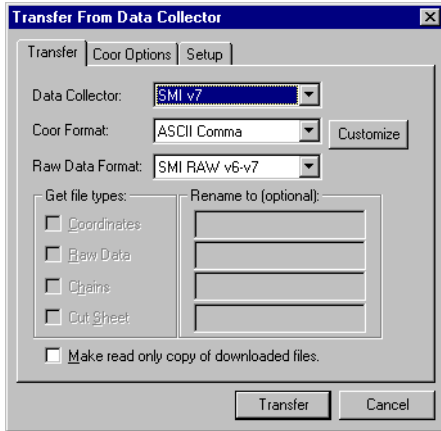 Transfer From Data Collector
Transfer Coor Options Setup
Data Collector: SMI v7
Coor Format: ASCII Comma Customize
Raw Data Format: SMI RAW v6-v7
Get file types: Rename to (optional):
Coordinates
Raw Data
Chains
Cut Sheet
Make read only copy of downloaded files.
Transfer Cancel